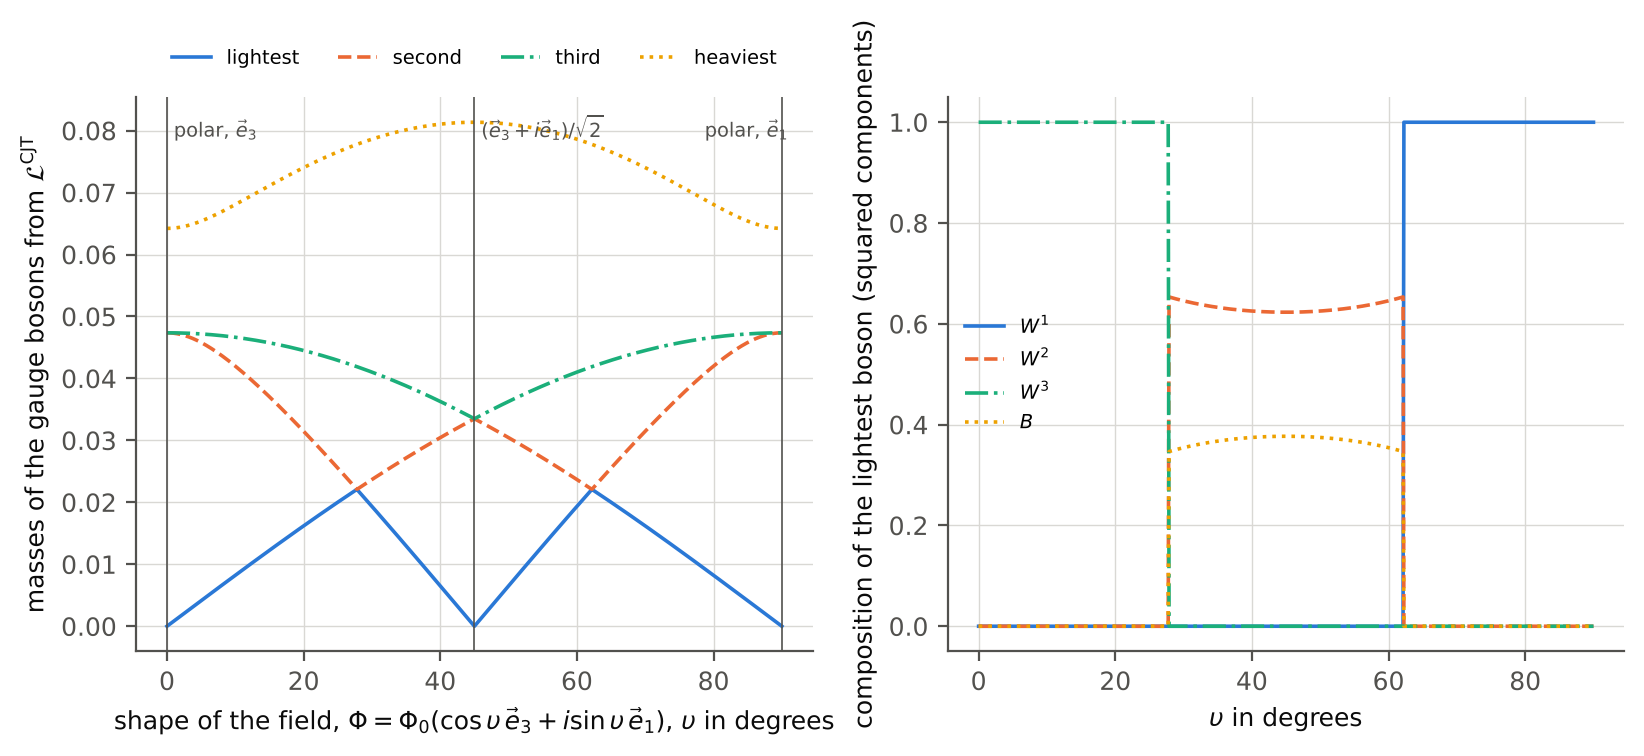 lightest second third heaviest
polar, e⃗₃ (e⃗₃ + ie⃗₁)/√2 polar, e⃗₁
masses of the gauge bosons from ℒ^CJT
0.08
0.07
0.06
0.05
0.04
0.03
0.02
0.01
0.00
0 20 40 60 80
shape of the field, Φ = Φ₀(cos υ e⃗₃ + i sin υ e⃗₁), υ in degrees
composition of the lightest boson (squared components)
1.0
0.8
0.6
0.4
0.2
0.0
W¹
W²
W³
B
0 20 40 60 80
υ in degrees